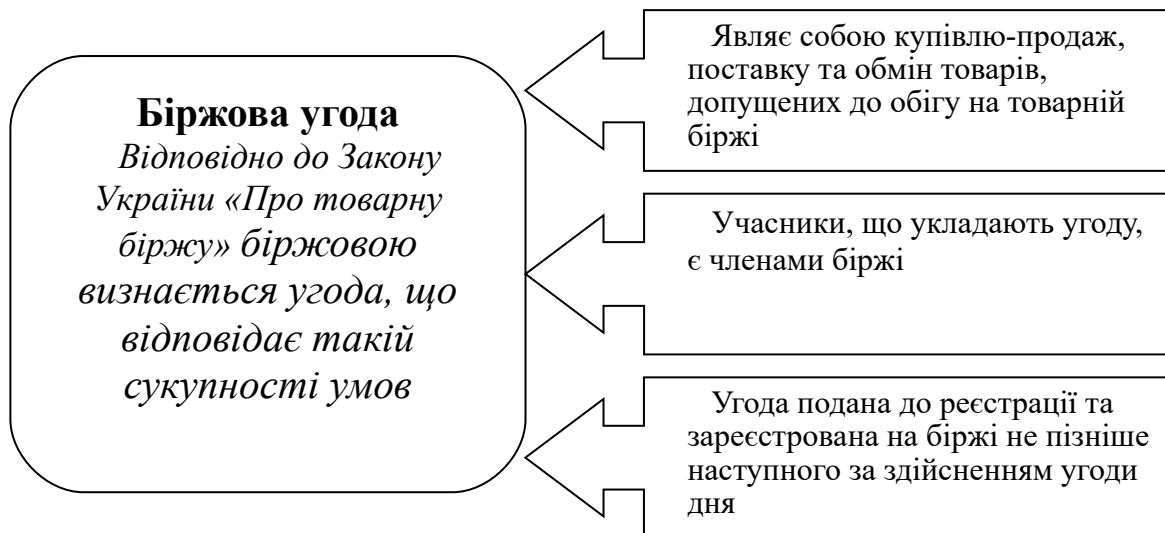 Біржова угода
Відповідно до Закону
України «Про товарну
біржу» біржовою
визнається угода, що
відповідає такій
сукупності умов
Являє собою купівлю-продаж,
поставку та обмін товарів,
допущених до обігу на товарній
біржі
Учасники, що укладають угоду,
є членами біржі
Угода подана до реєстрації та
зареєстрована на біржі не пізніше
наступного за здійсненням угоди
дня